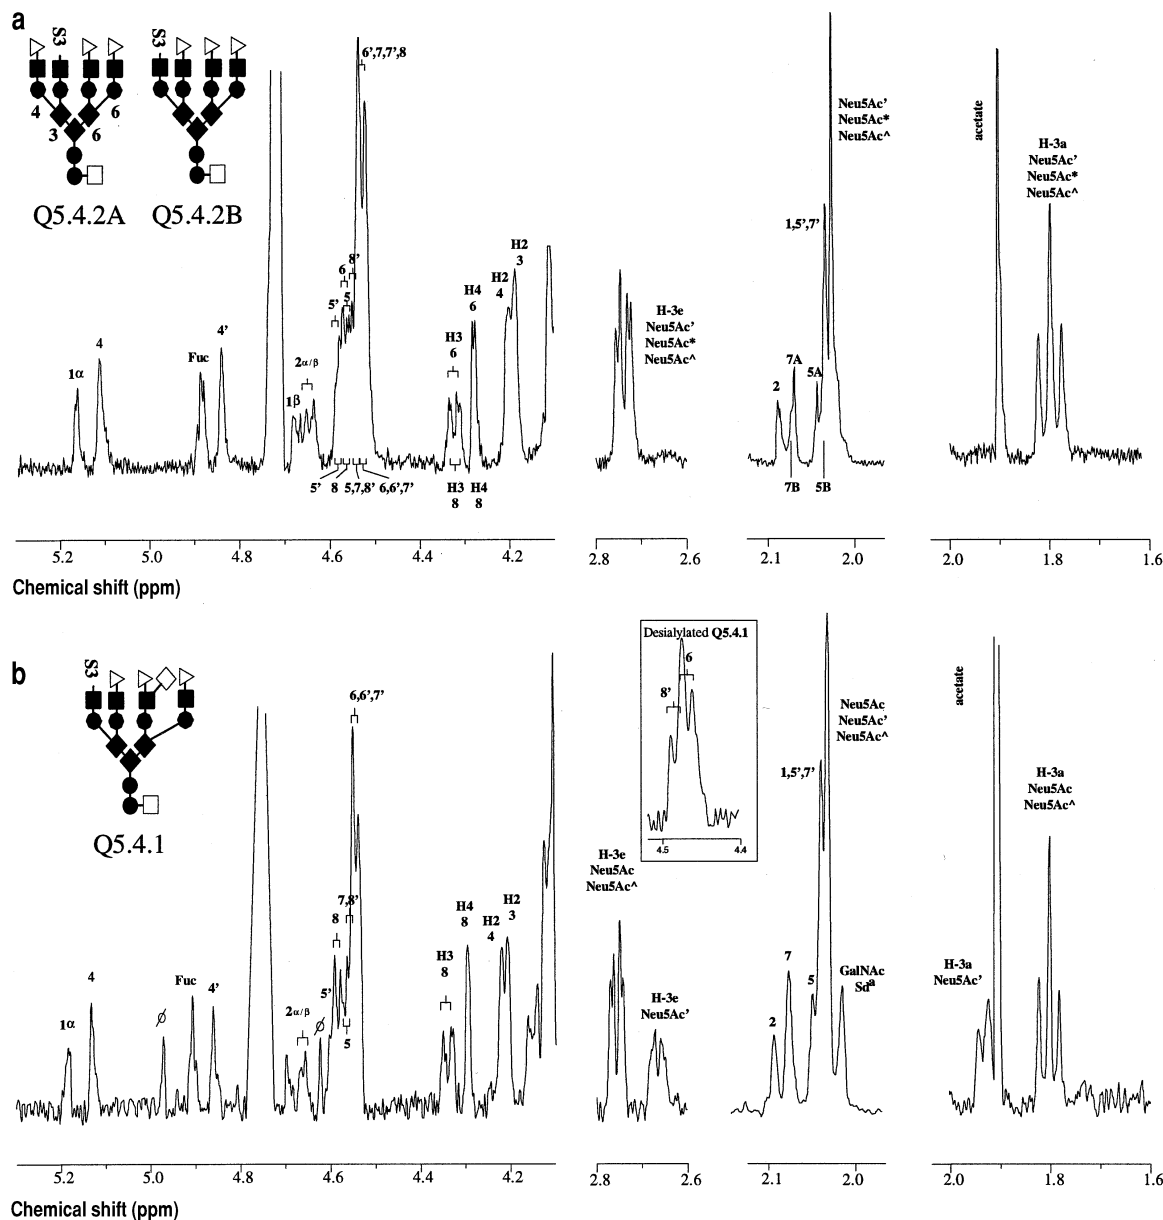 a
S3
S3
4
6
3
6
Q5.4.2A
Q5.4.2B
1α
4
Fuc
4'
1β
2α/β
5'
6
5
8'
6',7,7',8
H3
6
H4
6
H2
4
H2
3
5'
8
5,7,8'
6,6',7'
H3
8
H4
8
H-3e
Neu5Ac'
Neu5Ac*
Neu5Ac^
2
7A
5A
1,5',7'
7B
5B
Neu5Ac'
Neu5Ac*
Neu5Ac^
acetate
H-3a
Neu5Ac'
Neu5Ac*
Neu5Ac^
5.2
5.0
4.8
4.6
4.4
4.2
2.8
2.6
2.1
2.0
2.0
1.8
1.6
Chemical shift (ppm)
b
S3
Q5.4.1
1α
4
ø
Fuc
4'
2α/β
ø
5'
8
5
7,8'
6,6',7'
H3
8
H4
8
H2
4
H2
3
Desialylated Q5.4.1
8'
6
4.5
4.4
H-3e
Neu5Ac
Neu5Ac^
H-3e
Neu5Ac'
2
7
5
1,5',7'
Neu5Ac
Neu5Ac'
Neu5Ac^
GalNAc
Sdª
acetate
H-3a
Neu5Ac'
H-3a
Neu5Ac
Neu5Ac^
5.2
5.0
4.8
4.6
4.4
4.2
2.8
2.6
2.1
2.0
2.0
1.8
1.6
Chemical shift (ppm)